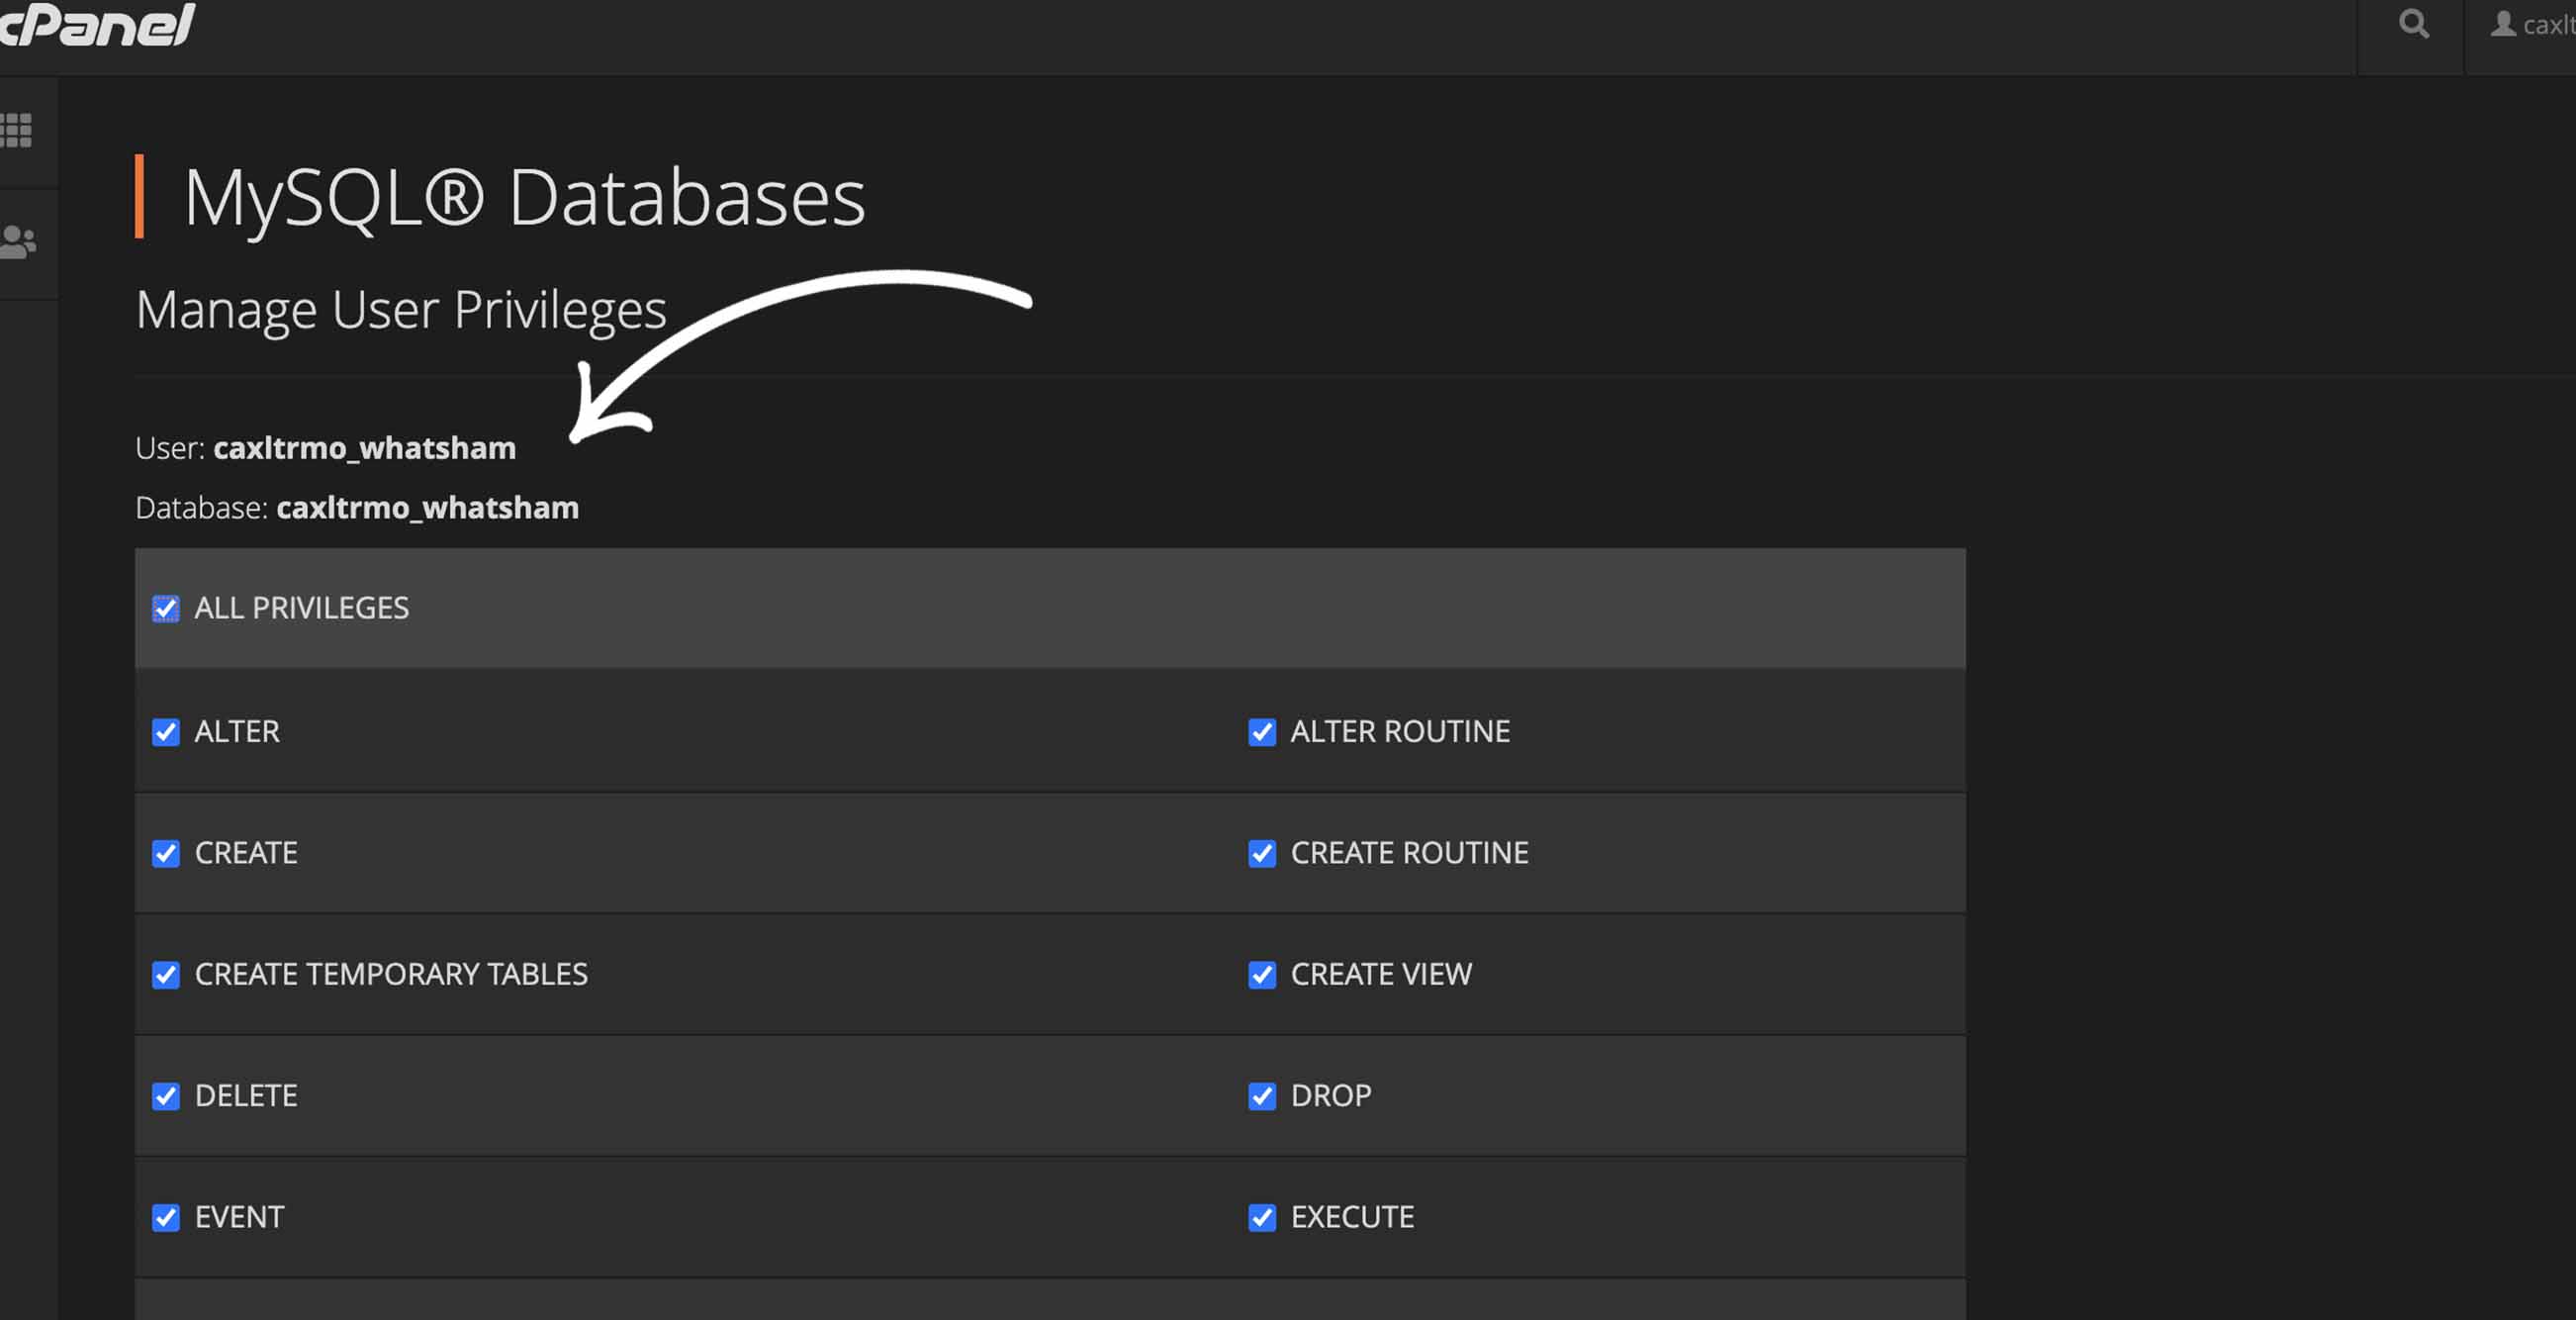 cPanel
caxlt
MySQL® Databases
Manage User Privileges
User: caxltrmo_whatsham
Database: caxltrmo_whatsham
ALL PRIVILEGES
ALTER
ALTER ROUTINE
CREATE
CREATE ROUTINE
CREATE TEMPORARY TABLES
CREATE VIEW
DELETE
DROP
EVENT
EXECUTE